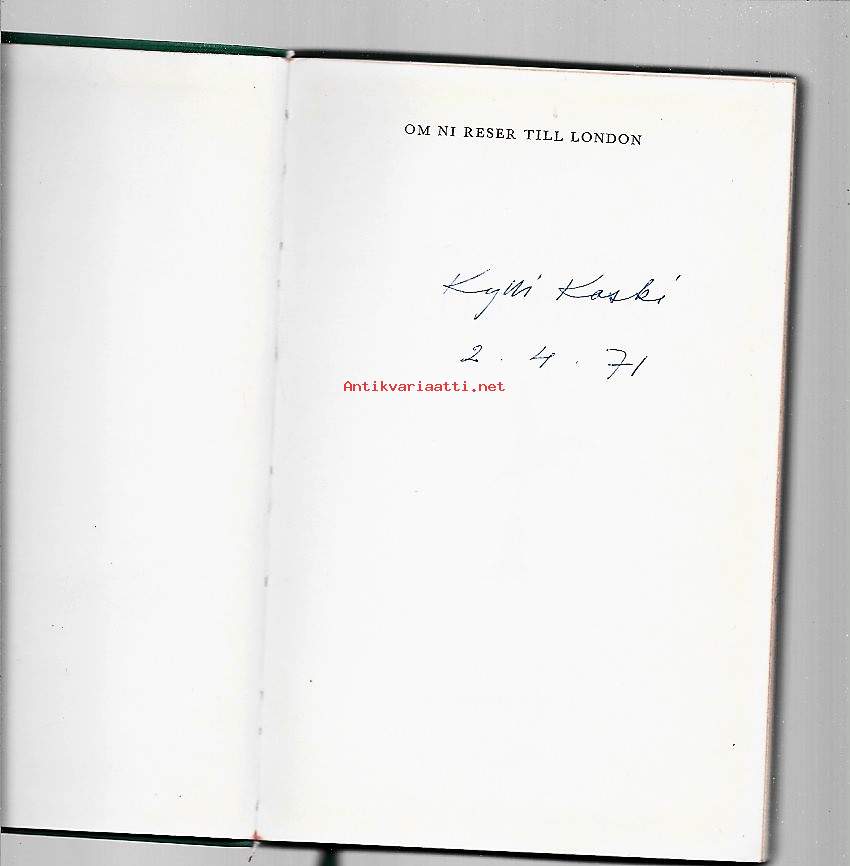 OM NI RESER TILL LONDON
Kylli Koski
2. 4. 71
Antikvariaatti.net